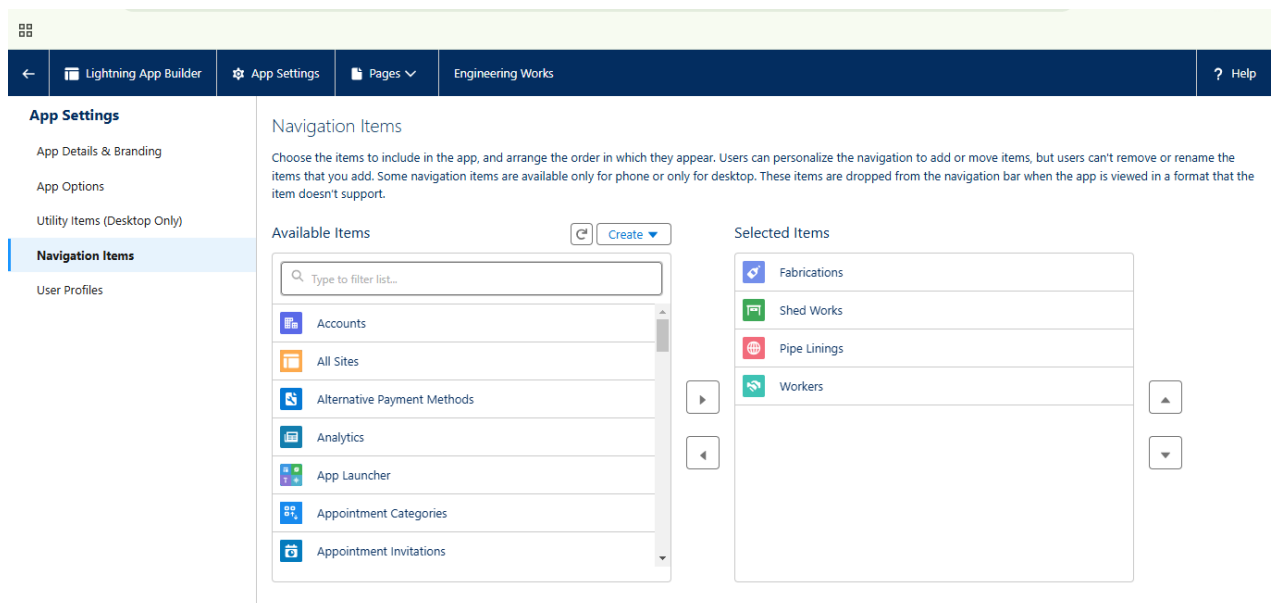 Lightning App Builder
App Settings
Pages
Engineering Works
? Help
App Settings
App Details & Branding
App Options
Utility Items (Desktop Only)
Navigation Items
User Profiles
Navigation Items
Choose the items to include in the app, and arrange the order in which they appear. Users can personalize the navigation to add or move items, but users can't remove or rename the
items that you add. Some navigation items are available only for phone or only for desktop. These items are dropped from the navigation bar when the app is viewed in a format that the
item doesn't support.
Available Items
Create
Type to filter list...
Accounts
All Sites
Alternative Payment Methods
Analytics
App Launcher
Appointment Categories
Appointment Invitations
Selected Items
Fabrications
Shed Works
Pipe Linings
Workers